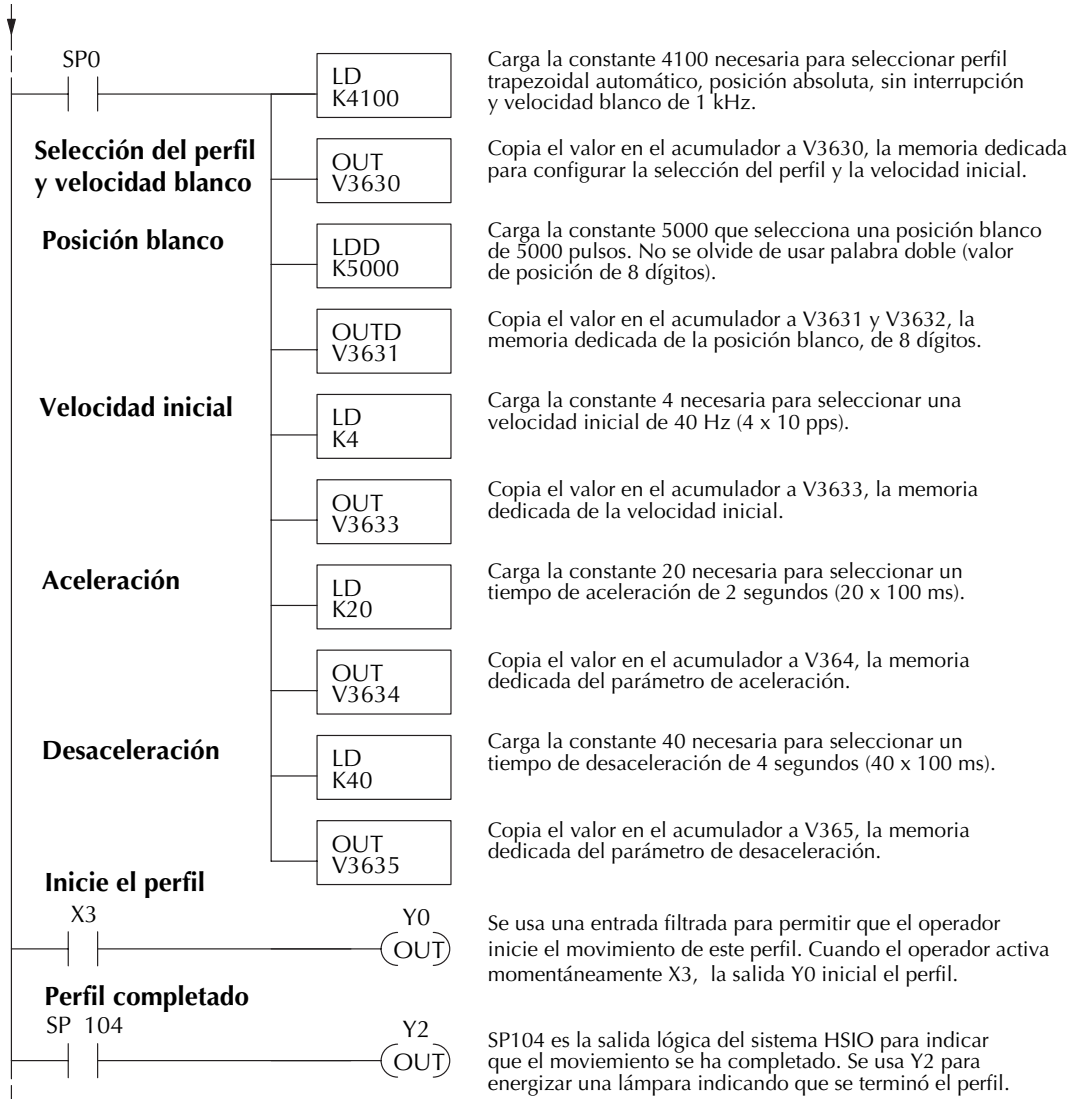 SP0
LD
K4100
Carga la constante 4100 necesaria para seleccionar perfil
trapezoidal automático, posición absoluta, sin interrupción
y velocidad blanco de 1 kHz.
Selección del perfil
y velocidad blanco
OUT
V3630
Copia el valor en el acumulador a V3630, la memoria dedicada
para configurar la selección del perfil y la velocidad inicial.
Posición blanco
LDD
K5000
Carga la constante 5000 que selecciona una posición blanco
de 5000 pulsos. No se olvide de usar palabra doble (valor
de posición de 8 dígitos).
OUTD
V3631
Copia el valor en el acumulador a V3631 y V3632, la
memoria dedicada de la posición blanco, de 8 dígitos.
Velocidad inicial
LD
K4
Carga la constante 4 necesaria para seleccionar una
velocidad inicial de 40 Hz (4 x 10 pps).
OUT
V3633
Copia el valor en el acumulador a V3633, la memoria
dedicada de la velocidad inicial.
Aceleración
LD
K20
Carga la constante 20 necesaria para seleccionar un
tiempo de aceleración de 2 segundos (20 x 100 ms).
OUT
V3634
Copia el valor en el acumulador a V364, la memoria
dedicada del parámetro de aceleración.
Desaceleración
LD
K40
Carga la constante 40 necesaria para seleccionar un
tiempo de desaceleración de 4 segundos (40 x 100 ms).
OUT
V3635
Copia el valor en el acumulador a V365, la memoria
dedicada del parámetro de desaceleración.
Inicie el perfil
X3
Y0
OUT
Se usa una entrada filtrada para permitir que el operador
inicie el movimiento de este perfil. Cuando el operador activa
momentáneamente X3, la salida Y0 inicial el perfil.
Perfil completado
SP 104
Y2
OUT
SP104 es la salida lógica del sistema HSIO para indicar
que el moviemiento se ha completado. Se usa Y2 para
energizar una lámpara indicando que se terminó el perfil.